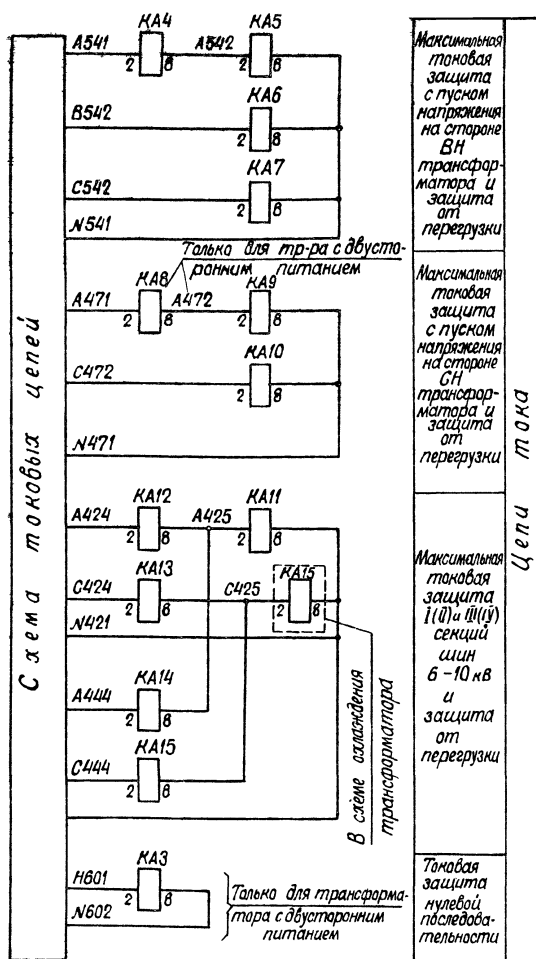 Схема токовых цепей
КА4
КА5
А541
2
8
А542
2
8
КА6
В542
2
8
КА7
С542
2
8
N541
Только для тр-ра с двусто-
ронним питанием
КА8
КА9
А471
2
8
А472
2
8
КА10
С472
2
8
N471
КА12
КА11
А424
2
8
А425
2
8
КА13
С425
КА15
С424
2
8
2
8
N421
КА14
А444
2
8
КА15
С444
2
8
В схеме охлаждения
трансформатора
КА3
Н601
2
8
N602
Только для трансформа-
тора с двусторонним
питанием
Максимальная
токовая
защита
с пуском
напряжения
на стороне
ВН
трансфор-
матора и
защита
от
перегрузки
Максимальная
токовая
защита
с пуском
напряжения
на стороне
СН
трансфор-
матора и
защита
от
перегрузки
Максимальная
токовая
защита
I(II) и III(IV)
секций
шин
6-10 кВ
и
защита
от
перегрузки
Токовая
защита
нулевой
последова-
тельности
Цепи тока